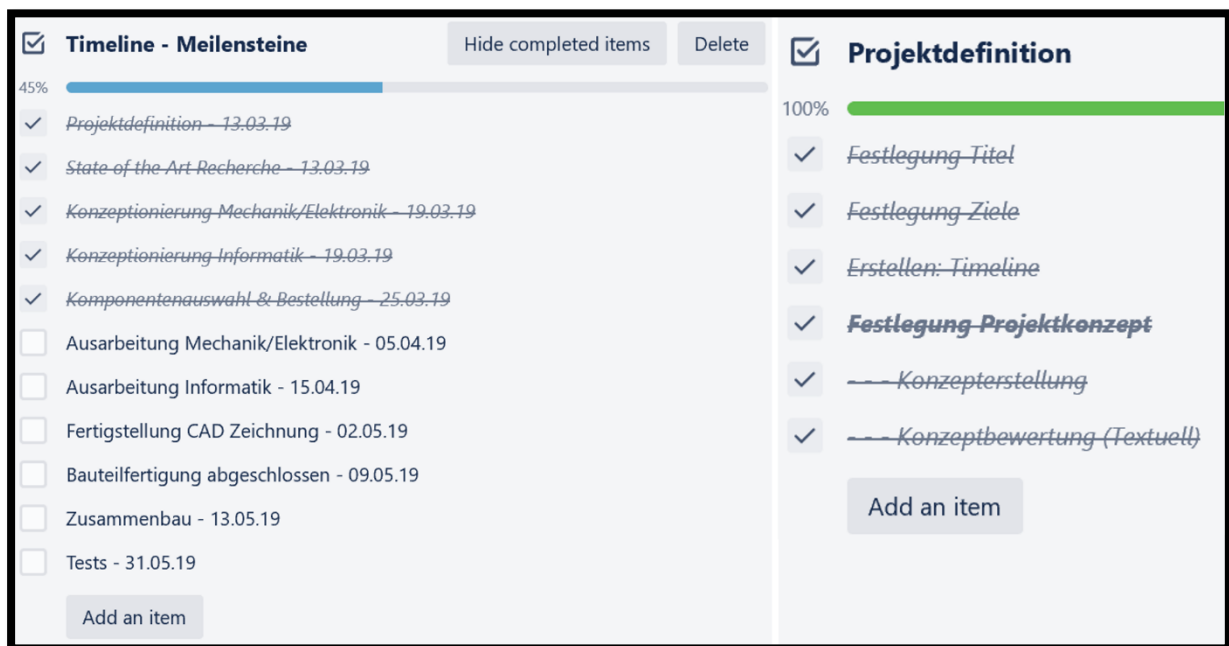 Timeline - Meilensteine
Hide completed items
Delete
45%
Projektdefinition - 13.03.19
State of the Art Recherche - 13.03.19
Konzeptionierung Mechanik/Elektronik - 19.03.19
Konzeptionierung Informatik - 19.03.19
Komponentenauswahl & Bestellung - 25.03.19
Ausarbeitung Mechanik/Elektronik - 05.04.19
Ausarbeitung Informatik - 15.04.19
Fertigstellung CAD Zeichnung - 02.05.19
Bauteilfertigung abgeschlossen - 09.05.19
Zusammenbau - 13.05.19
Tests - 31.05.19
Add an item
Projektdefinition
100%
Festlegung Titel
Festlegung Ziele
Erstellen: Timeline
Festlegung Projektkonzept
- - - Konzepterstellung
- - - Konzeptbewertung (Textuell)
Add an item